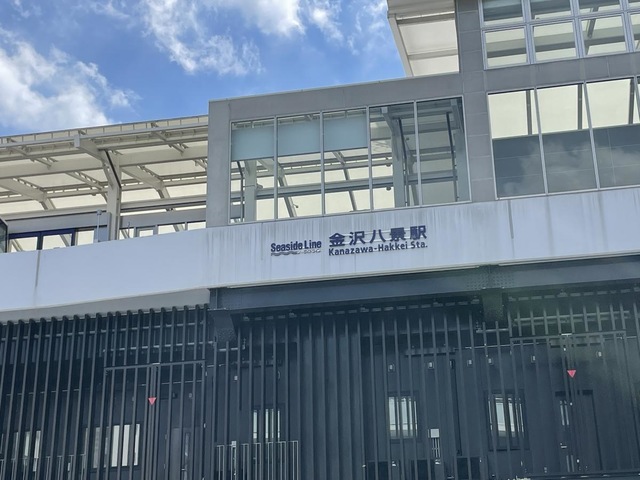 Seaside Line
金沢八景駅
Kanazawa-Hakkei Sta.